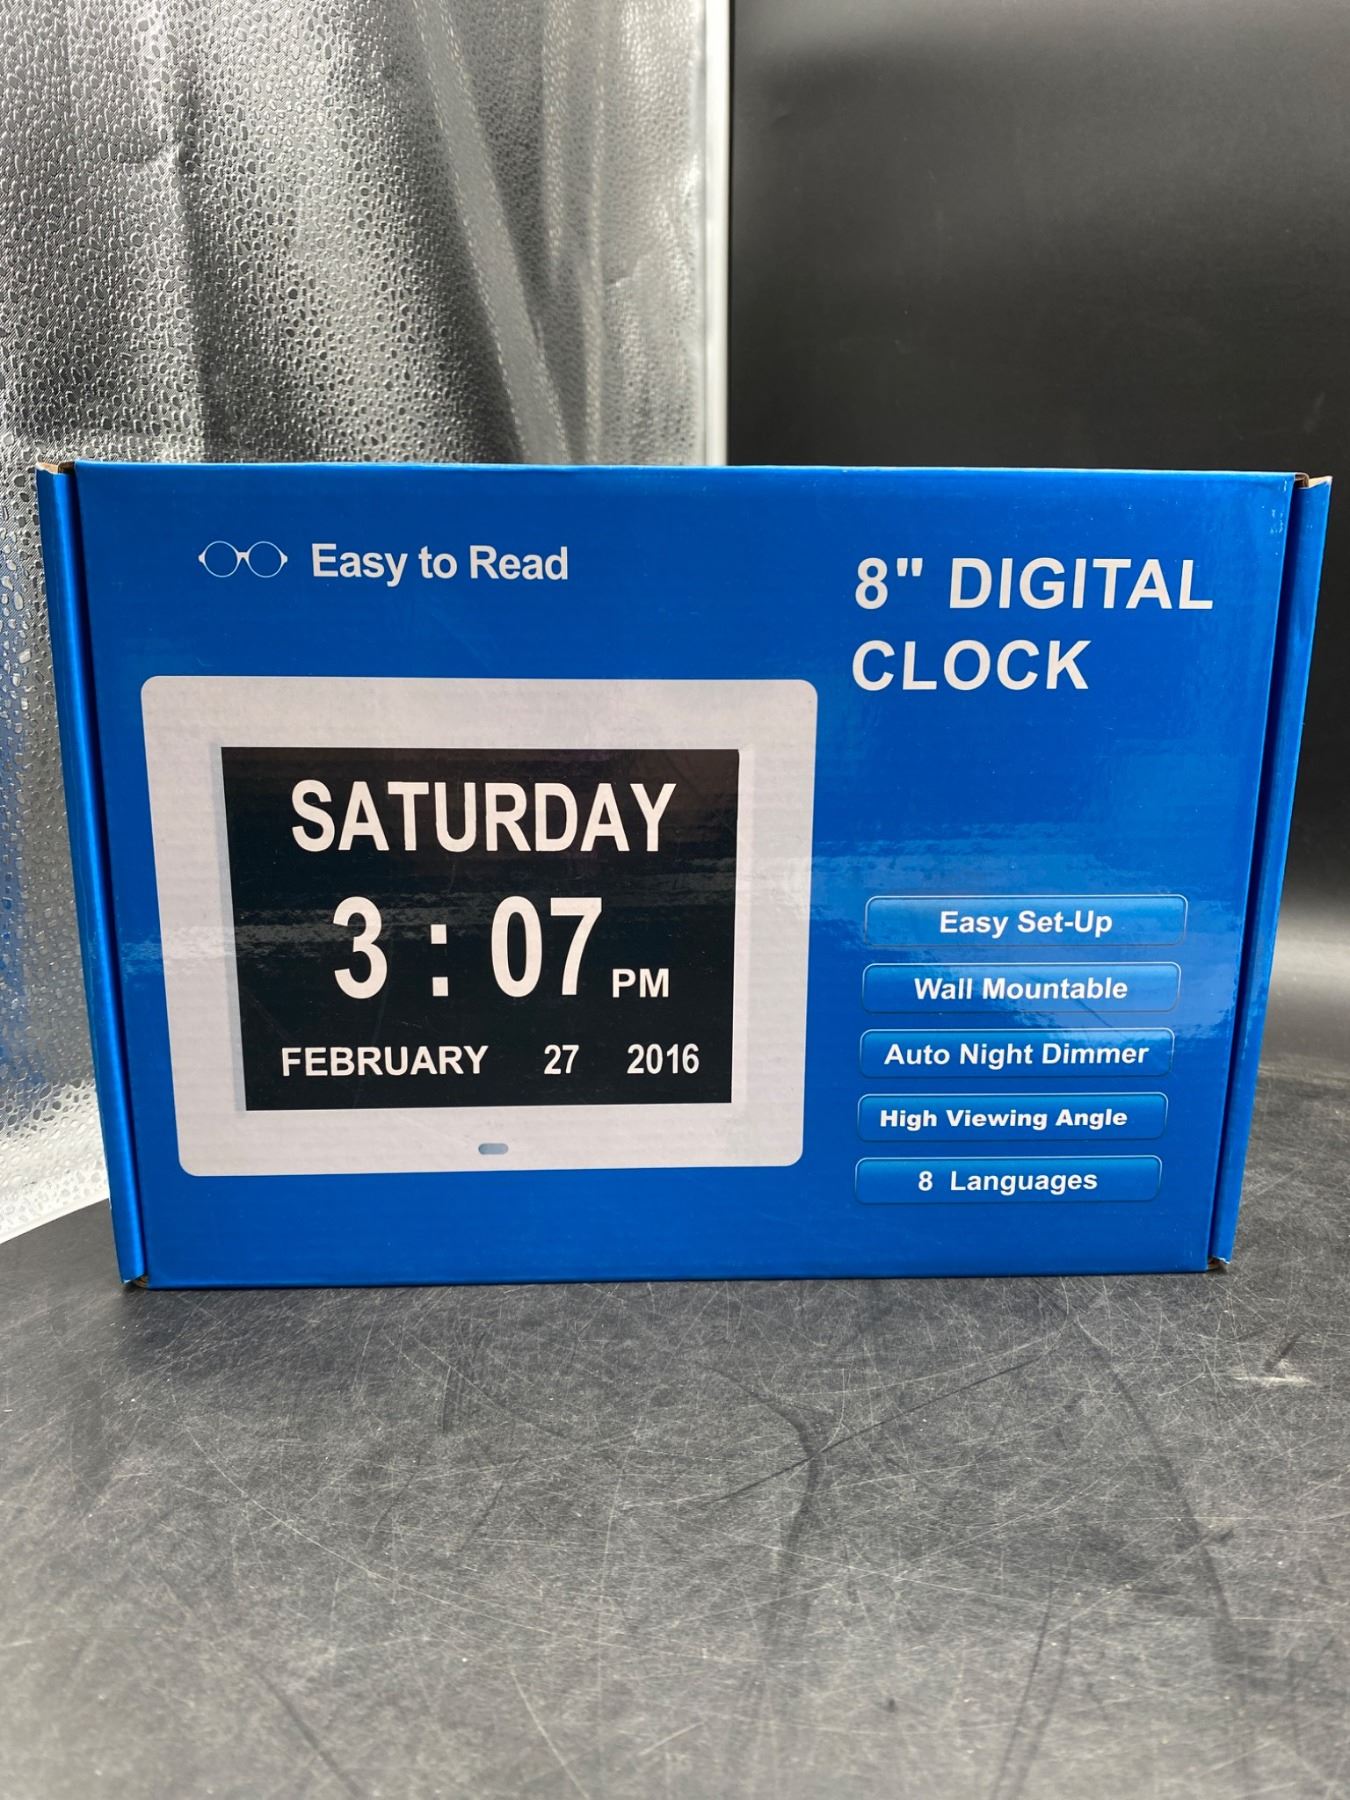 Easy to Read
8" DIGITAL
CLOCK
SATURDAY
3 : 07 PM
FEBRUARY 27 2016
Easy Set-Up
Wall Mountable
Auto Night Dimmer
High Viewing Angle
8 Languages